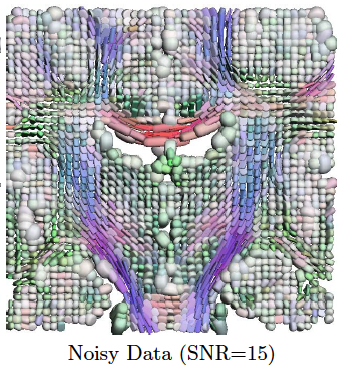 Noisy Data (SNR=15)